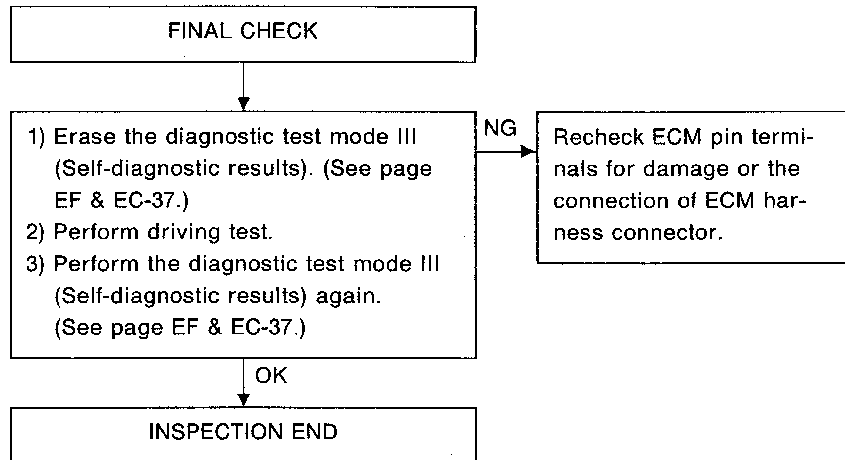 FINAL CHECK
1) Erase the diagnostic test mode III
(Self-diagnostic results). (See page
EF & EC-37.)
2) Perform driving test.
3) Perform the diagnostic test mode III
(Self-diagnostic results) again.
(See page EF & EC-37.)
NG
Recheck ECM pin termi-
nals for damage or the
connection of ECM har-
ness connector.
OK
INSPECTION END